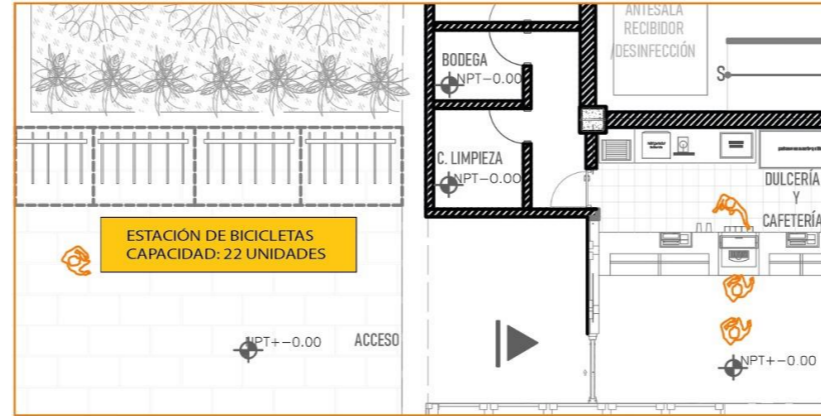 ANTESALA
RECIBIDOR
/DESINFECCIÓN
BODEGA
NPT+-0.00
S
C. LIMPIEZA
NPT+-0.00
DULCERÍA
Y
CAFETERÍA
ESTACIÓN DE BICICLETAS
CAPACIDAD: 22 UNIDADES
NPT+-0.00
ACCESO
NPT+-0.00